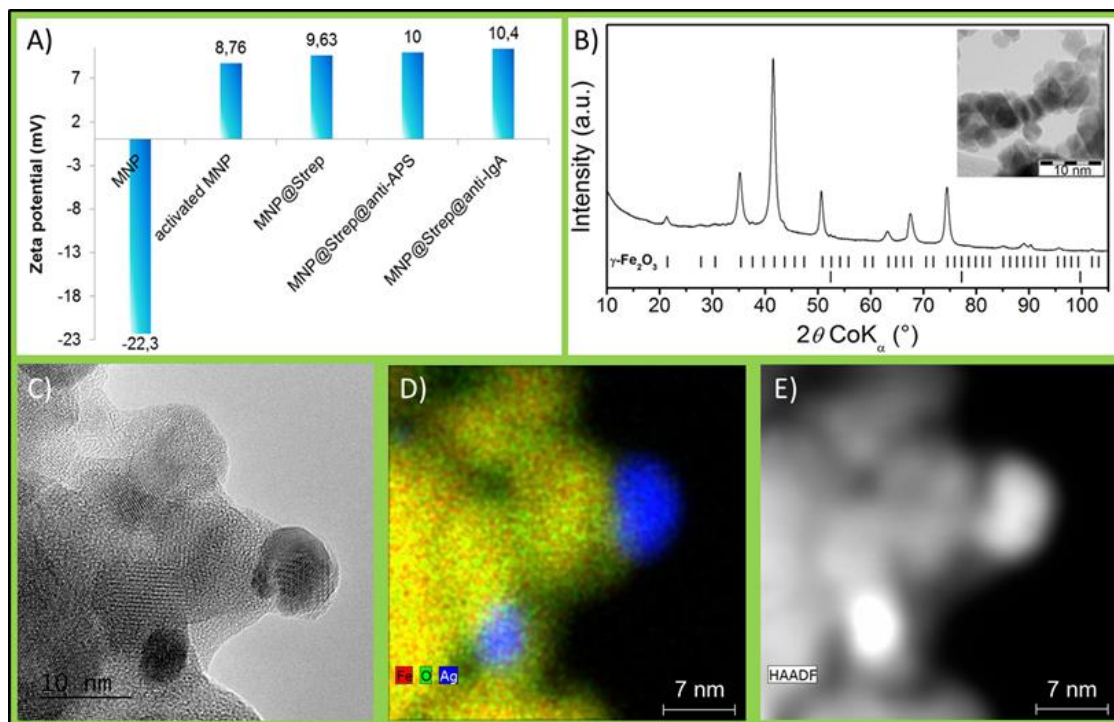 A)
Zeta potential (mV)
7
2
-3
-8
-13
-18
-23
8,76
9,63
10
10,4
-22,3
MNP
activated MNP
MNP@Strep
MNP@Strep@anti-APS
MNP@Strep@anti-IgA
B)
Intensity (a.u.)
10 nm
γ-Fe₂O₃
10 20 30 40 50 60 70 80 90 100
2θ CoKα (°)
C)
10 nm
D)
Fe O Ag
7 nm
E)
HAADF
7 nm